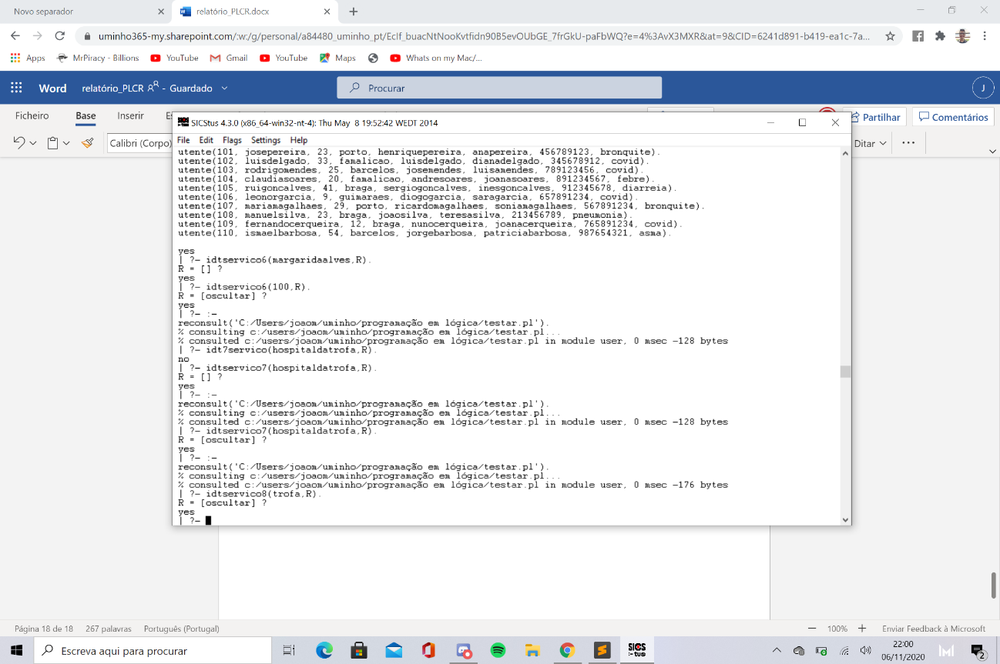 Novo separador
relatório_PLCR.docx
uminho365-my.sharepoint.com/:w:/g/personal/a84480_uminho_pt/EcIf_buacNtNooKvtfidn90B5evOUbGE_7frGkU-paFbWQ?e=4%3AvX3MXR&at=9&CID=6241d891-b419-ea1c-7a...
Apps MrPiracy - Billions YouTube Gmail YouTube Maps Whats on my Mac/...
Word relatório_PLCR - Guardado Procurar J
Ficheiro Base Inserir Partilhar Comentários
Calibri (Corpo) Ditar
SICStus 4.3.0 (x86_64-win32-nt-4): Thu May 8 19:52:42 WEDT 2014
File Edit Flags Settings Help
utente(101, josepereira, 23, porto, henriquepereira, anapereira, 456789123, bronquite).
utente(102, luisdelgado, 33, famalicao, luisdelgado, dianadelgado, 345678912, covid).
utente(103, rodrigomendes, 25, barcelos, josemendes, luisamendes, 789123456, covid).
utente(104, claudiasoares, 20, famalicao, andresoares, joanasoares, 891234567, febre).
utente(105, ruigoncalves, 41, braga, sergiogoncalves, inesgoncalves, 912345678, diarreia).
utente(106, leonorgarcia, 9, guimaraes, diogogarcia, saragarcia, 657891234, covid).
utente(107, mariamagalhaes, 29, porto, ricardomagalhaes, soniamagalhaes, 567891234, bronquite).
utente(108, manuelsilva, 23, braga, joaosilva, teresasilva, 213456789, pneumonia).
utente(109, fernandocerqueira, 12, braga, nunocerqueira, joanacerqueira, 765891234, covid).
utente(110, ismaelbarbosa, 54, barcelos, jorgebarbosa, patriciabarbosa, 987654321, asma).
yes
| ?- idtservico6(margaridaalves,R).
R = [] ?
yes
| ?- idtservico6(100,R).
R = [oscultar] ?
yes
| ?- :-
reconsult('C:/Users/joaom/uminho/programação em lógica/testar.pl').
% consulting c:/users/joaom/uminho/programação em lógica/testar.pl...
% consulted c:/users/joaom/uminho/programação em lógica/testar.pl in module user, 0 msec -128 bytes
| ?- idt7servico(hospitaldatrofa,R).
no
| ?- idtservico7(hospitaldatrofa,R).
R = [] ?
yes
| ?- :-
reconsult('C:/Users/joaom/uminho/programação em lógica/testar.pl').
% consulting c:/users/joaom/uminho/programação em lógica/testar.pl...
% consulted c:/users/joaom/uminho/programação em lógica/testar.pl in module user, 0 msec -128 bytes
| ?- idtservico7(hospitaldatrofa,R).
R = [oscultar] ?
yes
| ?- :-
reconsult('C:/Users/joaom/uminho/programação em lógica/testar.pl').
% consulting c:/users/joaom/uminho/programação em lógica/testar.pl...
% consulted c:/users/joaom/uminho/programação em lógica/testar.pl in module user, 0 msec -176 bytes
| ?- idtservico8(trofa,R).
R = [oscultar] ?
yes
| ?-
Página 18 de 18 267 palavras Português (Portugal) 100% Enviar Feedback à Microsoft
Escreva aqui para procurar
SICS
:-tus
22:00
06/11/2020
2